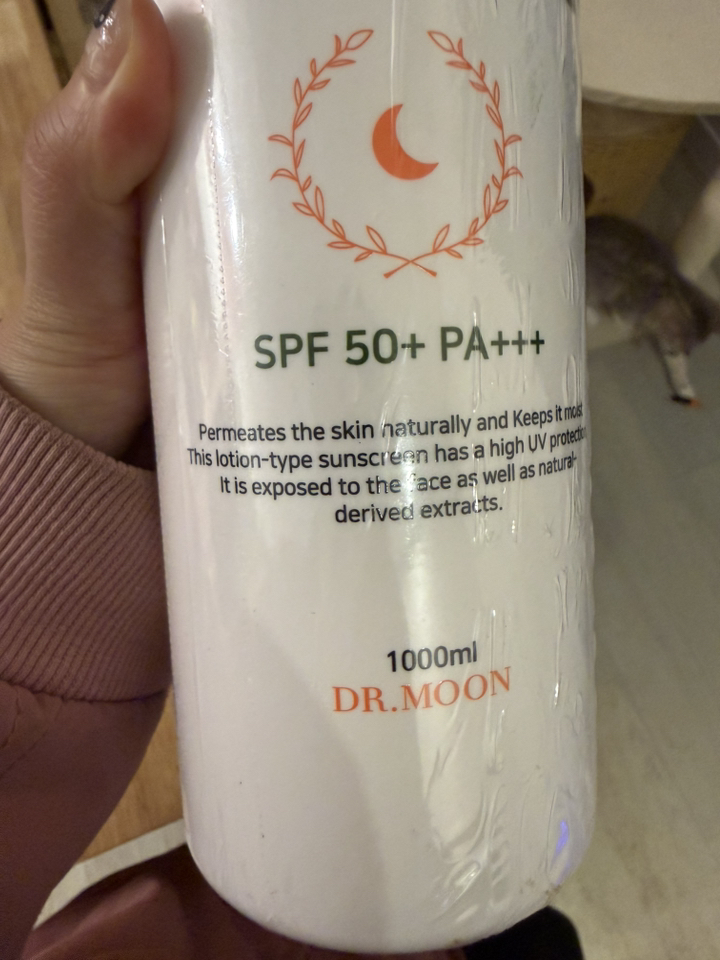 SPF 50+ PA+++
Permeates the skin naturally and Keeps it moist
This lotion-type sunscreen has a high UV protection
It is exposed to the face as well as natural-
derived extracts.
1000ml
DR.MOON